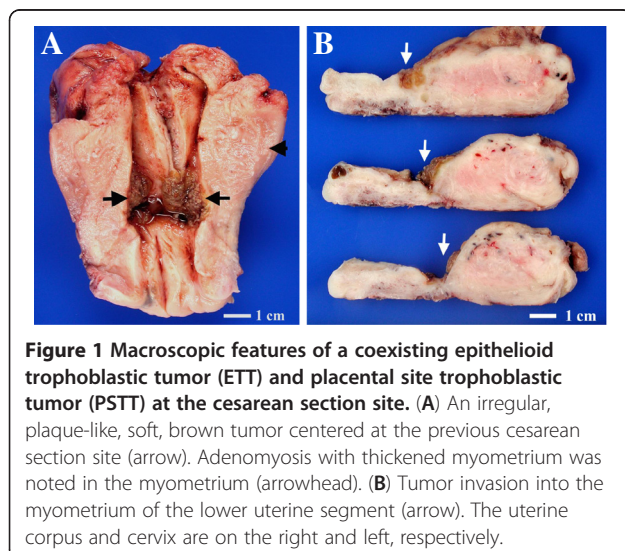 A
B
1 cm
1 cm
Figure 1 Macroscopic features of a coexisting epithelioid
trophoblastic tumor (ETT) and placental site trophoblastic
tumor (PSTT) at the cesarean section site. (A) An irregular,
plaque-like, soft, brown tumor centered at the previous cesarean
section site (arrow). Adenomyosis with thickened myometrium was
noted in the myometrium (arrowhead). (B) Tumor invasion into the
myometrium of the lower uterine segment (arrow). The uterine
corpus and cervix are on the right and left, respectively.